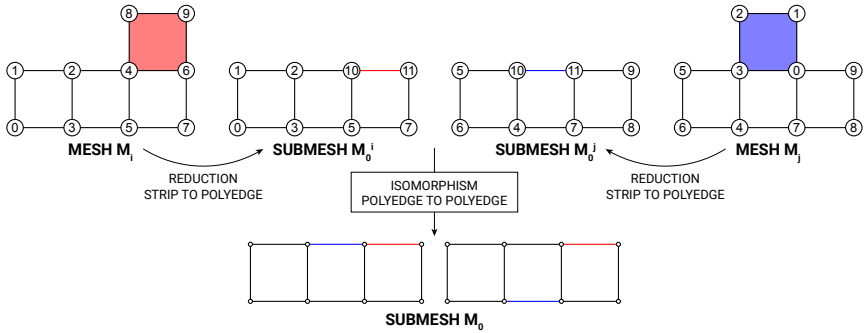 8 9
1 2 4 6
0 3 5 7
MESH Mi
1 2 10 11
0 3 5 7
SUBMESH M0i
5 10 11 9
6 4 7 8
SUBMESH M0j
2 1
5 3 0 9
6 4 7 8
MESH Mj
REDUCTION
STRIP TO POLYEDGE
ISOMORPHISM
POLYEDGE TO POLYEDGE
REDUCTION
STRIP TO POLYEDGE
SUBMESH M0